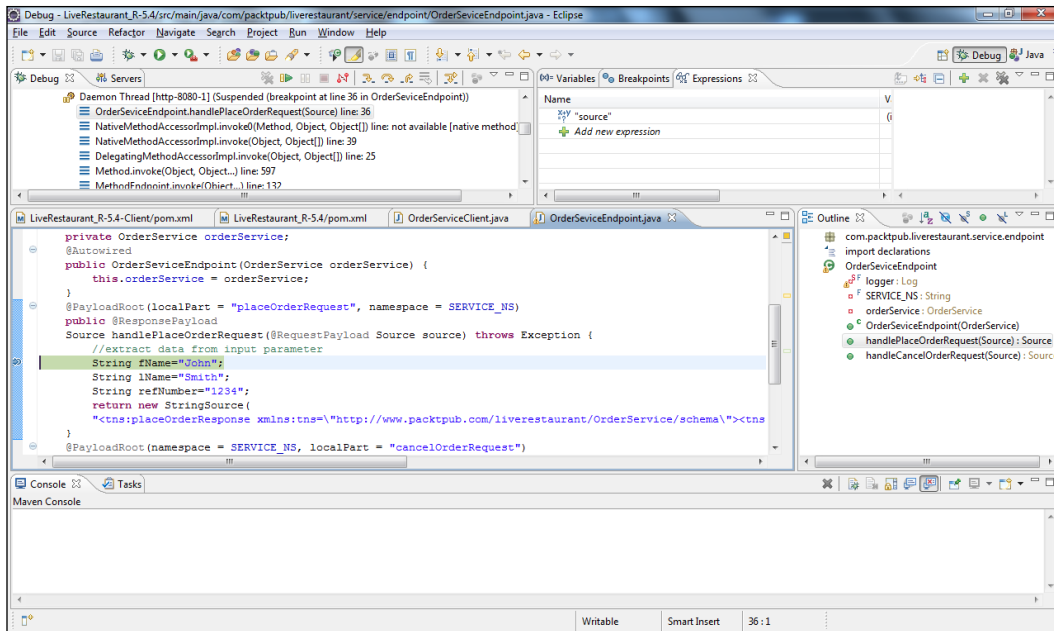 Debug - LiveRestaurant_R-5.4/src/main/java/com/packtpub/liverestaurant/service/endpoint/OrderSeviceEndpoint.java - Eclipse
File Edit Source Refactor Navigate Search Project Run Window Help
Debug Java
Debug Servers
Daemon Thread [http-8080-1] (Suspended (breakpoint at line 36 in OrderSeviceEndpoint))
OrderSeviceEndpoint.handlePlaceOrderRequest(Source) line: 36
NativeMethodAccessorImpl.invoke0(Method, Object, Object[]) line: not available [native method]
NativeMethodAccessorImpl.invoke(Object, Object[]) line: 39
DelegatingMethodAccessorImpl.invoke(Object, Object[]) line: 25
Method.invoke(Object, Object...) line: 597
MethodEndpoint.invoke(Object...) line: 132
(x)= Variables Breakpoints Expressions
Name V
"source" (i
Add new expression
LiveRestaurant_R-5.4-Client/pom.xml LiveRestaurant_R-5.4/pom.xml OrderServiceClient.java OrderSeviceEndpoint.java
private OrderService orderService;
@Autowired
public OrderSeviceEndpoint(OrderService orderService) {
this.orderService = orderService;
}
@PayloadRoot(localPart = "placeOrderRequest", namespace = SERVICE_NS)
public @ResponsePayload
Source handlePlaceOrderRequest(@RequestPayload Source source) throws Exception {
//extract data from input parameter
String fName="John";
String lName="Smith";
String refNumber="1234";
return new StringSource(
"<tns:placeOrderResponse xmlns:tns=\"http://www.packtpub.com/liverestaurant/OrderService/schema\"><tns
}
@PayloadRoot(namespace = SERVICE_NS, localPart = "cancelOrderRequest")
Outline
com.packtpub.liverestaurant.service.endpoint
import declarations
OrderSeviceEndpoint
logger : Log
SERVICE_NS : String
orderService : OrderService
OrderSeviceEndpoint(OrderService)
handlePlaceOrderRequest(Source) : Source
handleCancelOrderRequest(Source) : Sourc
Console Tasks
Maven Console
Writable Smart Insert 36 : 1